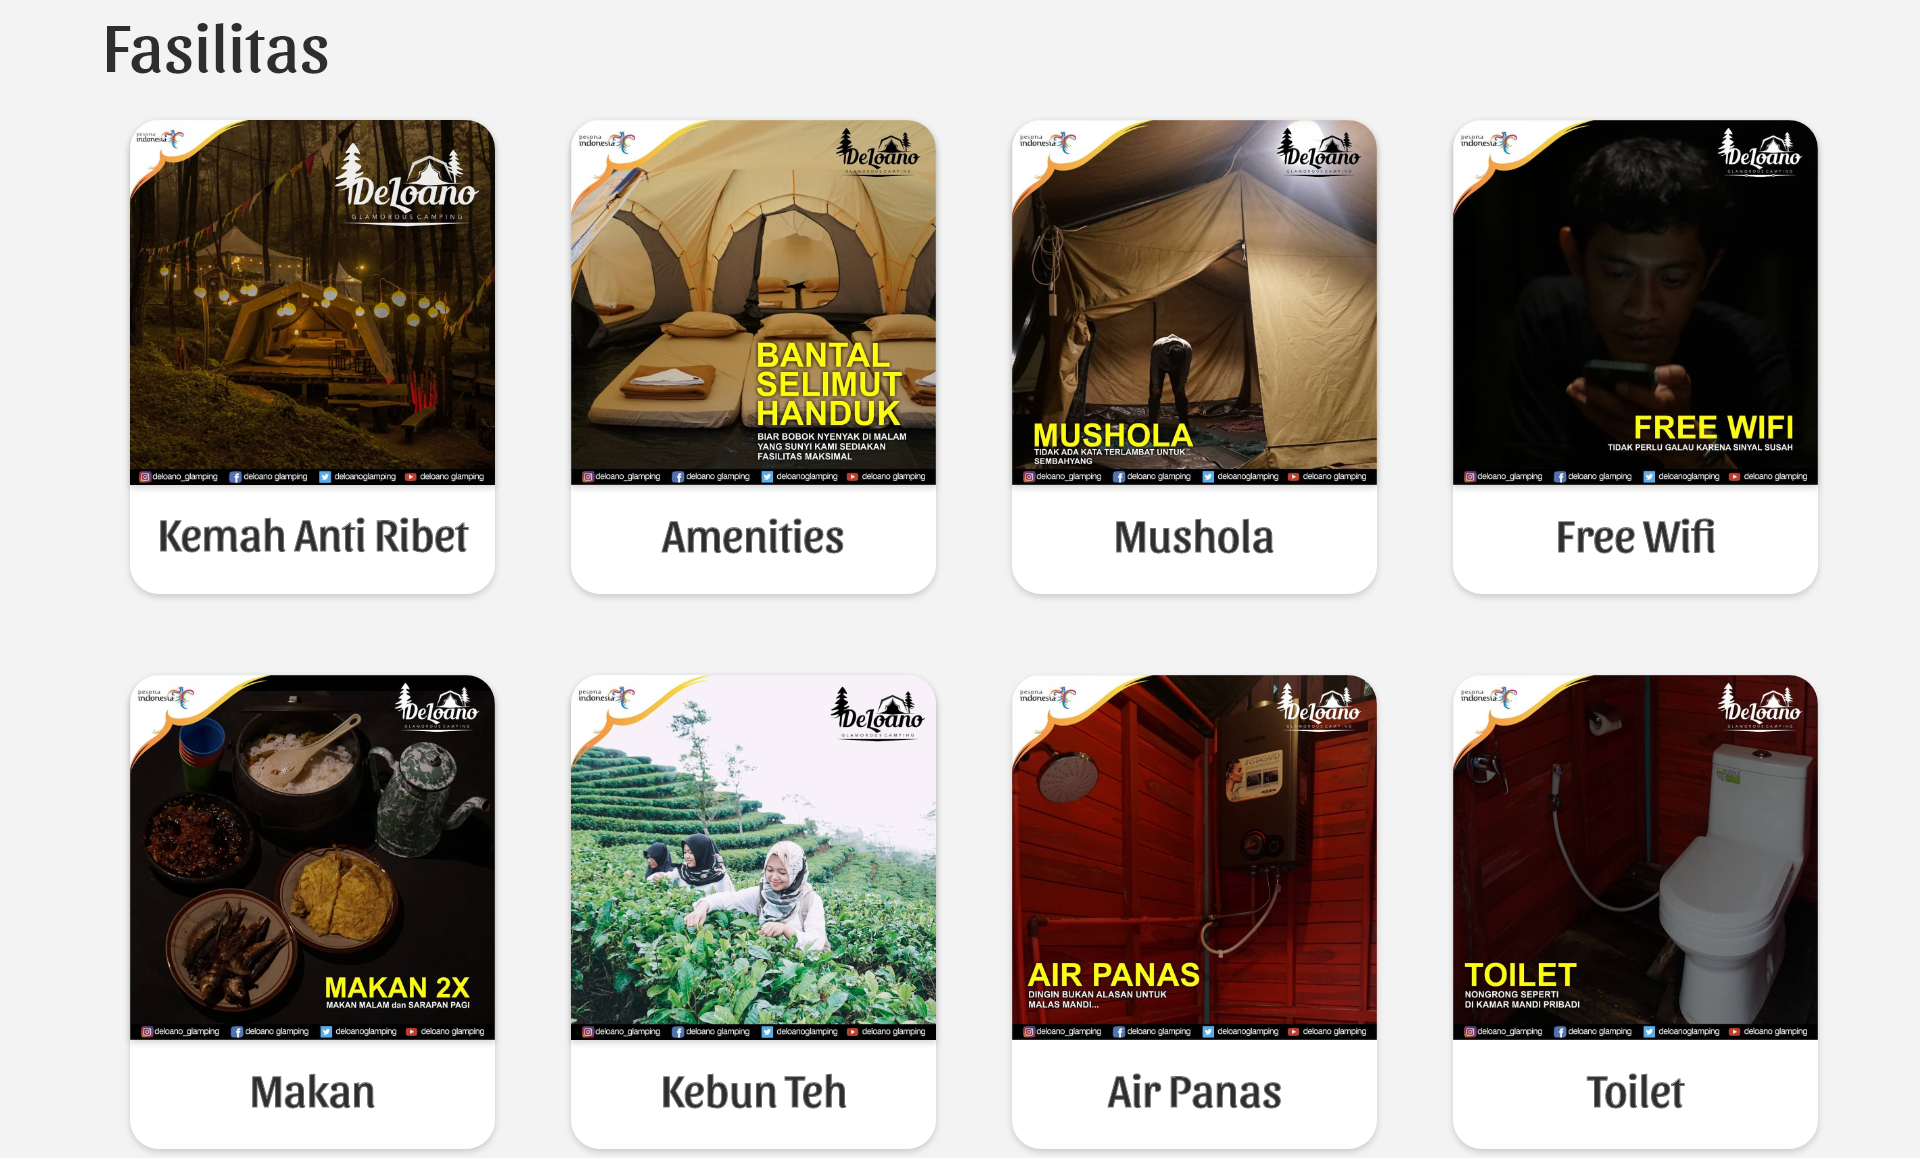 Fasilitas
pesona
indonesia
DeLoano
GLAMOROUS CAMPING
deloano_glamping deloano glamping deloanoglamping deloano glamping
Kemah Anti Ribet
pesona
indonesia
DeLoano
GLAMOROUS CAMPING
BANTAL
SELIMUT
HANDUK
BIAR BOBOK NYENYAK DI MALAM
YANG SUNYI KAMI SEDIAKAN
FASILITAS MAKSIMAL
deloano_glamping deloano glamping deloanoglamping deloano glamping
Amenities
pesona
indonesia
DeLoano
GLAMOROUS CAMPING
MUSHOLA
TIDAK ADA KATA TERLAMBAT UNTUK
SEMBAHYANG
deloano_glamping deloano glamping deloanoglamping deloano glamping
Mushola
pesona
indonesia
DeLoano
GLAMOROUS CAMPING
FREE WIFI
TIDAK PERLU GALAU KARENA SINYAL SUSAH
deloano_glamping deloano glamping deloanoglamping deloano glamping
Free Wifi
pesona
indonesia
DeLoano
GLAMOROUS CAMPING
MAKAN 2X
MAKAN MALAM dan SARAPAN PAGI
deloano_glamping deloano glamping deloanoglamping deloano glamping
Makan
pesona
indonesia
DeLoano
GLAMOROUS CAMPING
deloano_glamping deloano glamping deloanoglamping deloano glamping
Kebun Teh
pesona
indonesia
DeLoano
GLAMOROUS CAMPING
AIR PANAS
DINGIN BUKAN ALASAN UNTUK
MALAS MANDI...
deloano_glamping deloano glamping deloanoglamping deloano glamping
Air Panas
pesona
indonesia
DeLoano
GLAMOROUS CAMPING
TOILET
NONGRONG SEPERTI
DI KAMAR MANDI PRIBADI
deloano_glamping deloano glamping deloanoglamping deloano glamping
Toilet